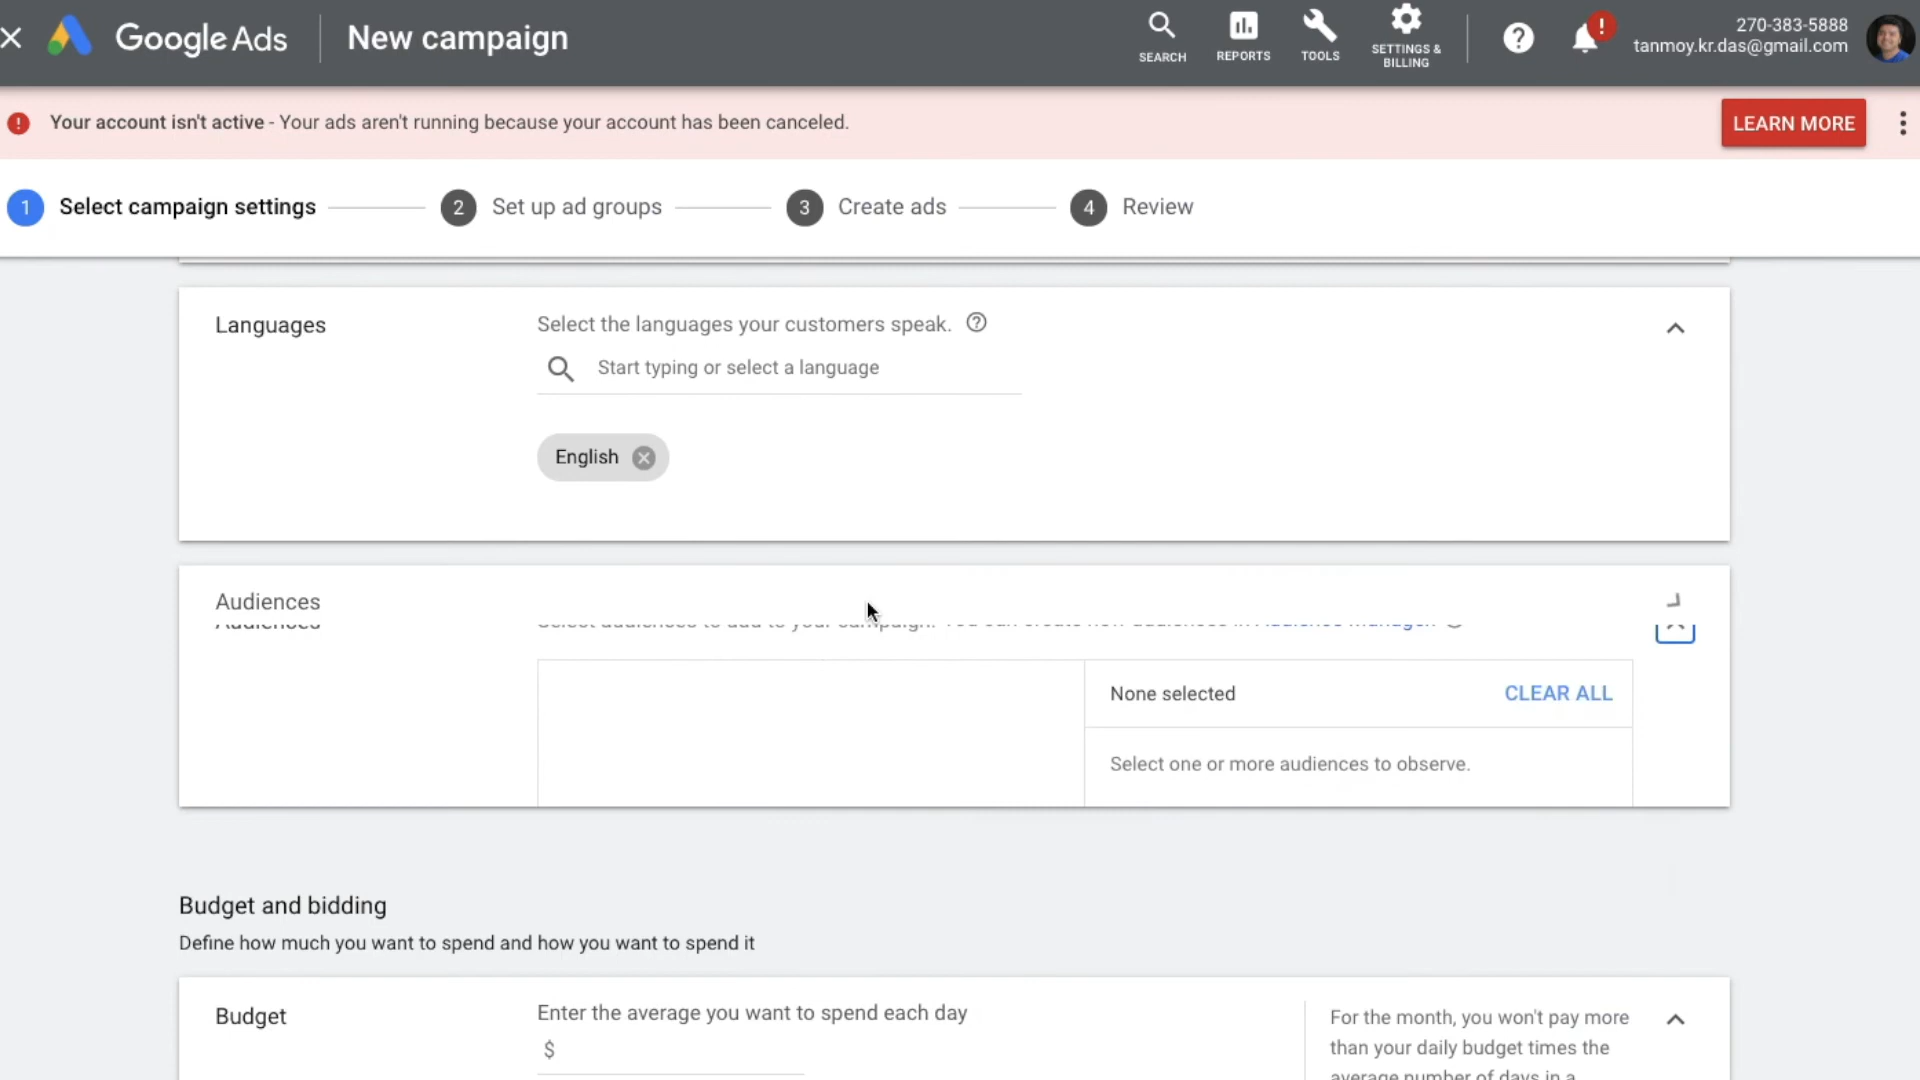 Google Ads
New campaign
SEARCH
REPORTS
TOOLS
SETTINGS &
BILLING
?
!
270-383-5888
tanmoy.kr.das@gmail.com
! Your account isn't active - Your ads aren't running because your account has been canceled.
LEARN MORE
1 Select campaign settings
2 Set up ad groups
3 Create ads
4 Review
Languages
Select the languages your customers speak. ?
Start typing or select a language
English
Audiences
Audiences
Select audiences to add to your campaign. You can create new audiences in Audience Manager.
None selected
CLEAR ALL
Select one or more audiences to observe.
Budget and bidding
Define how much you want to spend and how you want to spend it
Budget
Enter the average you want to spend each day
$
For the month, you won't pay more
than your daily budget times the
average number of days in a